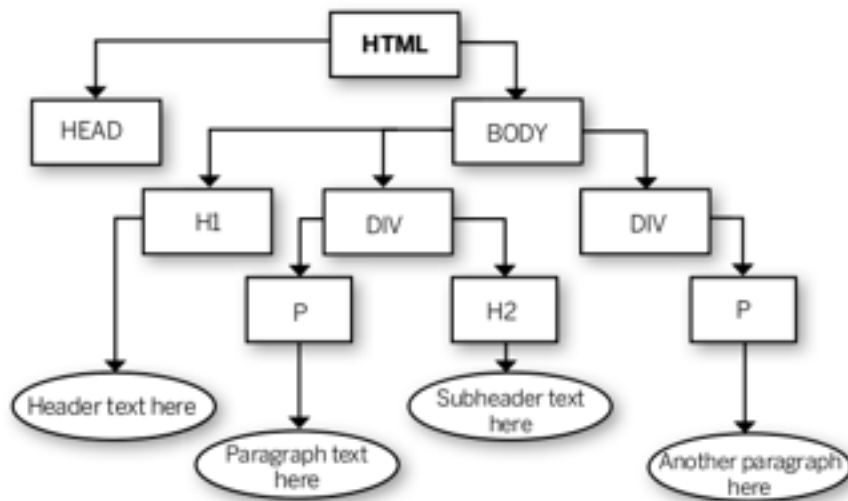 HTML
HEAD
BODY
H1
DIV
DIV
P
H2
P
Header text here
Subheader text
here
Paragraph text
here
Another paragraph
here